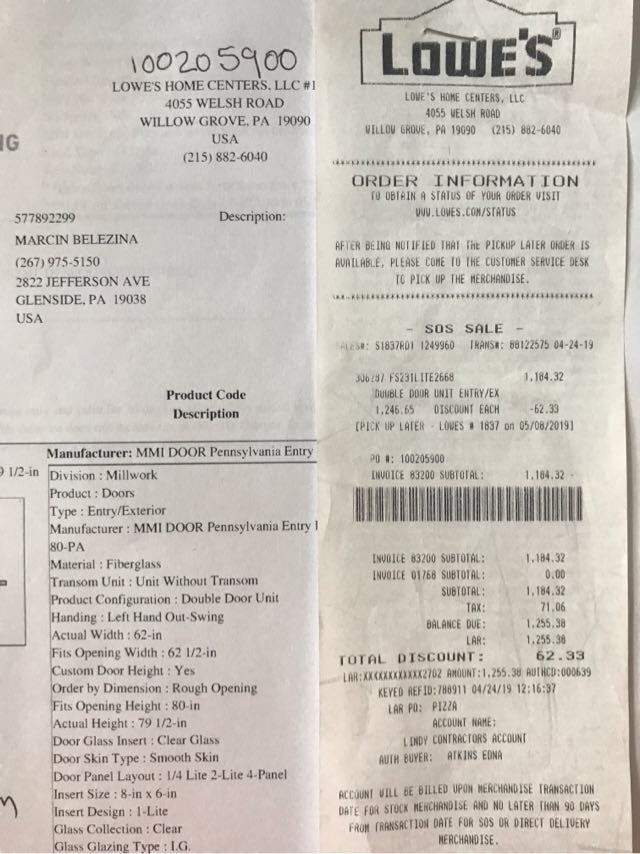 100205900
LOWE'S HOME CENTERS, LLC #1
4055 WELSH ROAD
WILLOW GROVE, PA 19090
USA
(215) 882-6040
577892299 Description:
MARCIN BELEZINA
(267) 975-5150
2822 JEFFERSON AVE
GLENSIDE, PA 19038
USA
Product Code
Description
Manufacturer: MMI DOOR Pennsylvania Entry
9 1/2-in
Division : Millwork
Product : Doors
Type : Entry/Exterior
Manufacturer : MMI DOOR Pennsylvania Entry
80-PA
Material : Fiberglass
Transom Unit : Unit Without Transom
Product Configuration : Double Door Unit
Handing : Left Hand Out-Swing
Actual Width : 62-in
Fits Opening Width : 62 1/2-in
Custom Door Height : Yes
Order by Dimension : Rough Opening
Fits Opening Height : 80-in
Actual Height : 79 1/2-in
Door Glass Insert : Clear Glass
Door Skin Type : Smooth Skin
Door Panel Layout : 1/4 Lite 2-Lite 4-Panel
Insert Size : 8-in x 6-in
Insert Design : 1-Lite
Glass Collection : Clear
Glass Glazing Type : I.G.
LOWE'S®
LOWE'S HOME CENTERS, LLC
4055 WELSH ROAD
WILLOW GROVE, PA 19090 (215) 882-6040
ORDER INFORMATION
TO OBTAIN A STATUS OF YOUR ORDER VISIT
WWW.LOWES.COM/STATUS
AFTER BEING NOTIFIED THAT THE PICKUP LATER ORDER IS
AVAILABLE, PLEASE COME TO THE CUSTOMER SERVICE DESK
TO PICK UP THE MERCHANDISE.
- SOS SALE -
SALES#: S1837RD1 1249960 TRANS#: 88122575 04-24-19
306287 FS231LITE2668 1,184.32
DOUBLE DOOR UNIT ENTRY/EX
1,246.65 DISCOUNT EACH -62.33
[PICK UP LATER - LOWES # 1837 on 05/08/2019]
PO #: 100205900
INVOICE 83200 SUBTOTAL: 1,184.32
INVOICE 83200 SUBTOTAL: 1,184.32
INVOICE 01768 SUBTOTAL: 0.00
SUBTOTAL: 1,184.32
TAX: 71.06
BALANCE DUE: 1,255.38
LAR: 1,255.38
TOTAL DISCOUNT: 62.33
LAR:XXXXXXXXXXXX2702 AMOUNT:1,255.38 AUTHCD:000639
KEYED REFID:788911 04/24/19 12:16:37
LAR PO: PIZZA
ACCOUNT NAME:
LINDY CONTRACTORS ACCOUNT
AUTH BUYER: ATKINS EDNA
ACCOUNT WILL BE BILLED UPON MERCHANDISE TRANSACTION
DATE FOR STOCK MERCHANDISE AND NO LATER THAN 90 DAYS
FROM TRANSACTION DATE FOR SOS OR DIRECT DELIVERY
MERCHANDISE.